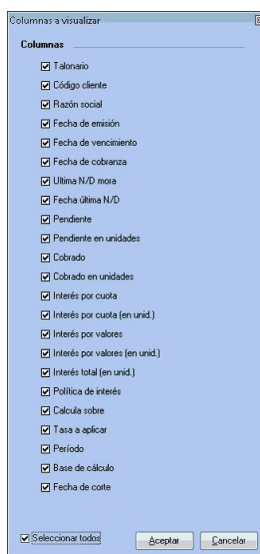 Columnas a visualizar
Columnas
Talonario
Código cliente
Razón social
Fecha de emisión
Fecha de vencimiento
Fecha de cobranza
Ultima N/D mora
Fecha última N/D
Pendiente
Pendiente en unidades
Cobrado
Cobrado en unidades
Interés por cuota
Interés por cuota (en unid.)
Interés por valores
Interés por valores (en unid.)
Interés total (en unid.)
Política de interés
Calcula sobre
Tasa a aplicar
Período
Base de cálculo
Fecha de corte
Seleccionar todos Aceptar Cancelar